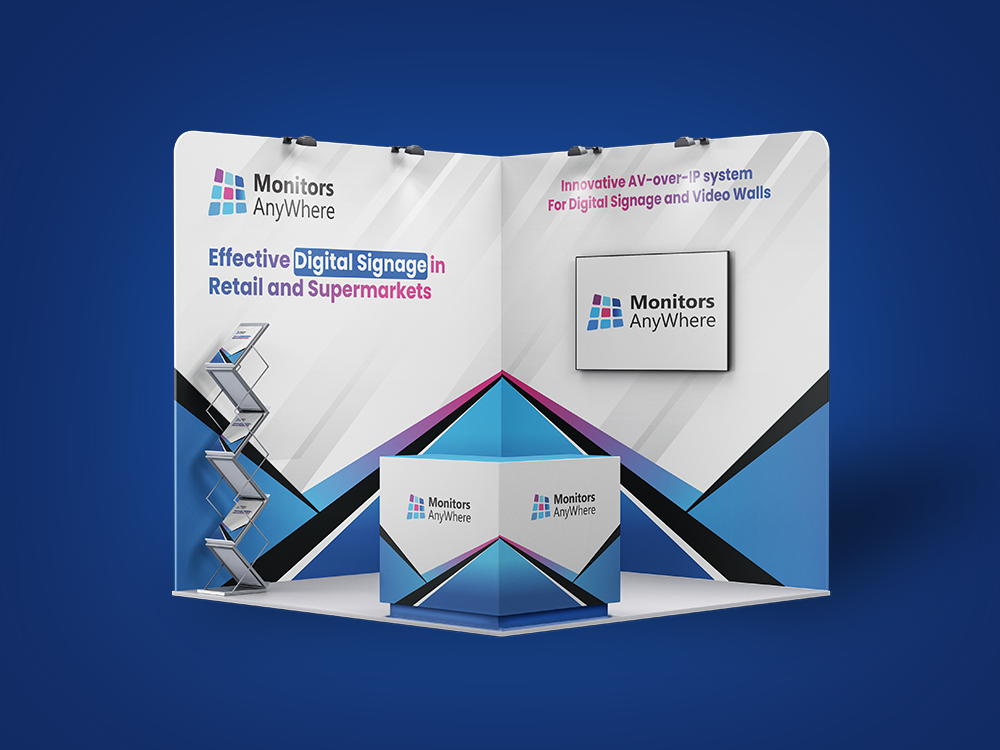 Monitors
AnyWhere
Effective Digital Signage in
Retail and Supermarkets
Innovative AV-over-IP system
For Digital Signage and Video Walls
Monitors
AnyWhere
Monitors
AnyWhere
Monitors
AnyWhere